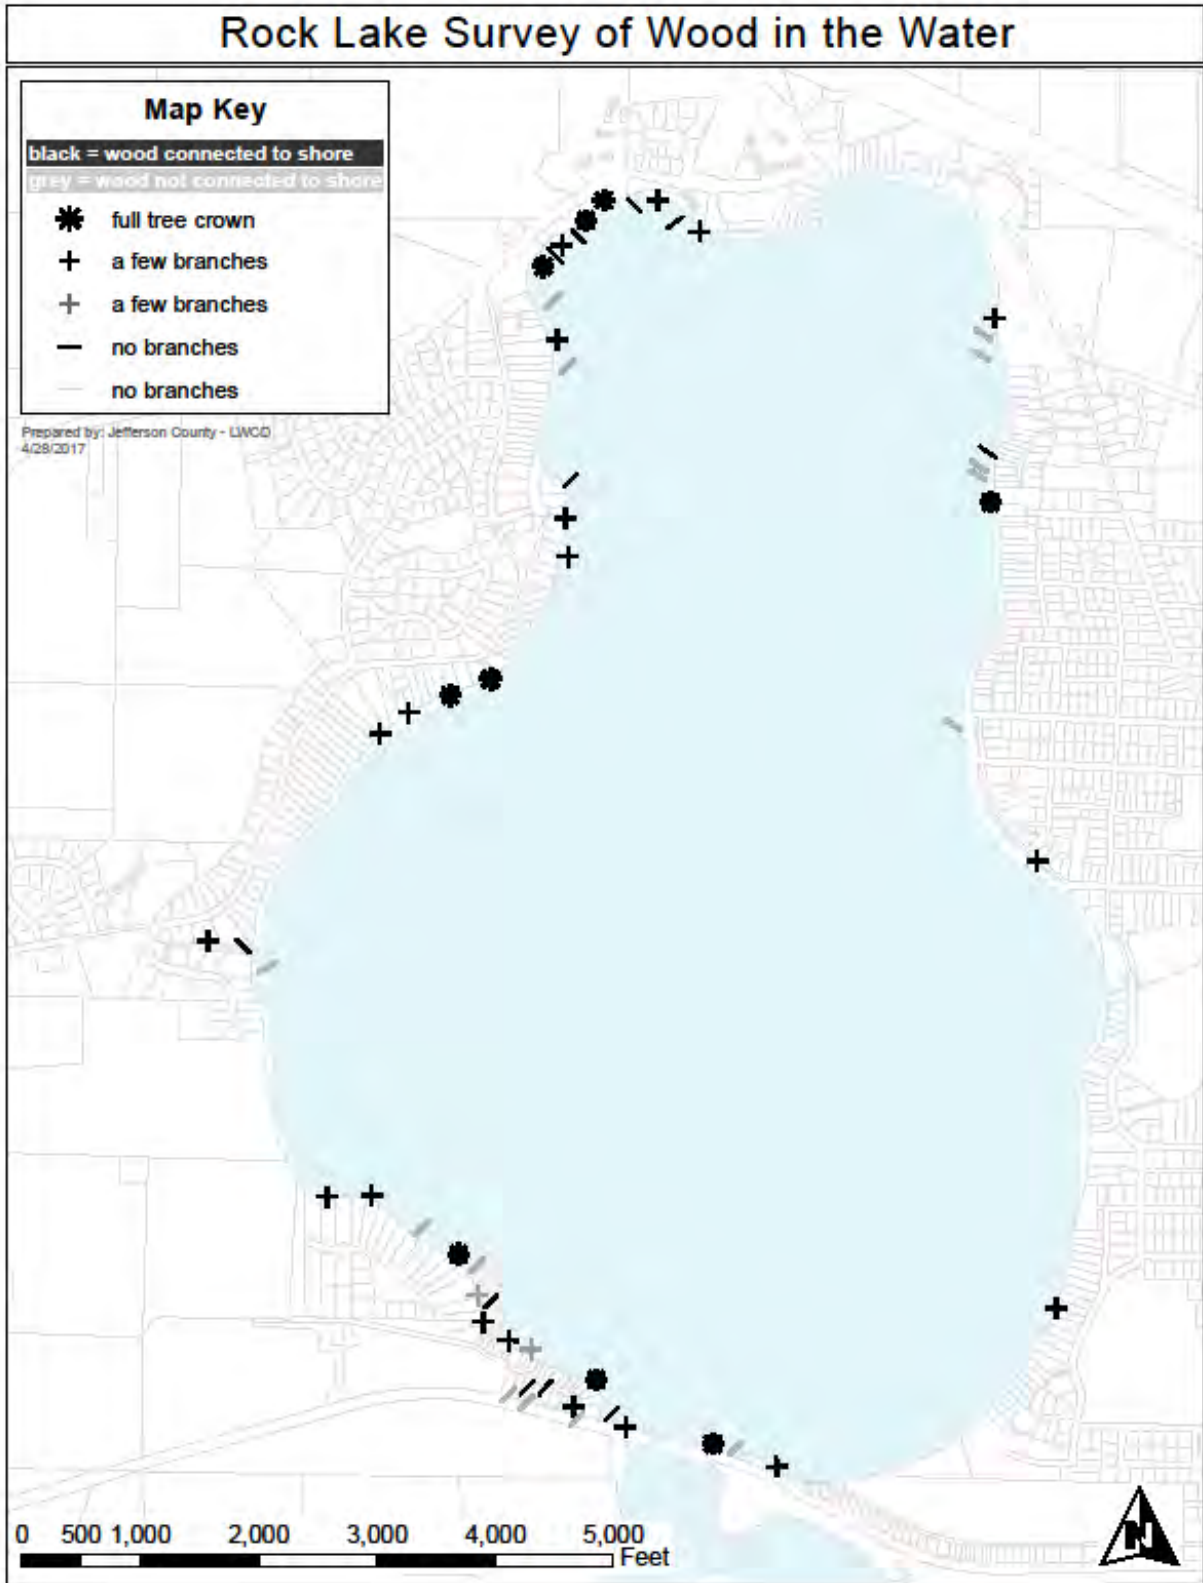 Rock Lake Survey of Wood in the Water
Map Key
black = wood connected to shore
grey = wood not connected to shore
full tree crown
a few branches
a few branches
no branches
no branches
Prepared by: Jefferson County - LWCD
4/28/2017
N
0 500 1,000 2,000 3,000 4,000 5,000
Feet